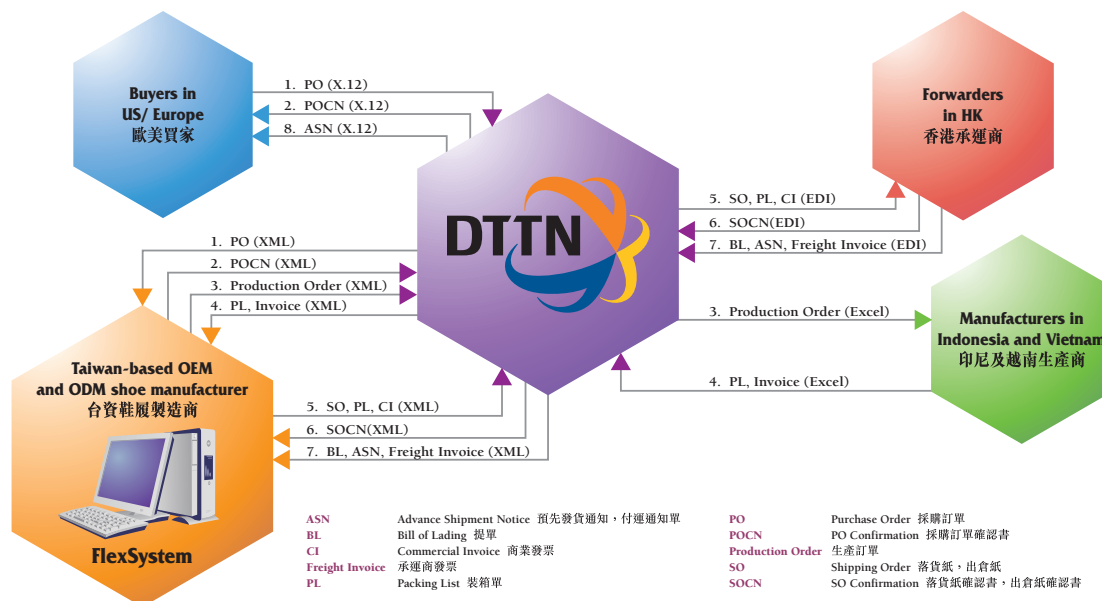 Buyers in
US/ Europe
歐美買家
1. PO (X.12)
2. POCN (X.12)
8. ASN (X.12)
Forwarders
in HK
香港承運商
DTTN
5. SO, PL, CI (EDI)
6. SOCN(EDI)
7. BL, ASN, Freight Invoice (EDI)
1. PO (XML)
2. POCN (XML)
3. Production Order (XML)
4. PL, Invoice (XML)
3. Production Order (Excel)
4. PL, Invoice (Excel)
Manufacturers in
Indonesia and Vietnam
印尼及越南生產商
Taiwan-based OEM
and ODM shoe manufacturer
台資鞋履製造商
FlexSystem
5. SO, PL, CI (XML)
6. SOCN(XML)
7. BL, ASN, Freight Invoice (XML)
ASN Advance Shipment Notice 預先發貨通知，付運通知單
BL Bill of Lading 提單
CI Commercial Invoice 商業發票
Freight Invoice 承運商發票
PL Packing List 裝箱單
PO Purchase Order 採購訂單
POCN PO Confirmation 採購訂單確認書
Production Order 生產訂單
SO Shipping Order 落貨紙，出倉紙
SOCN SO Confirmation 落貨紙確認書，出倉紙確認書